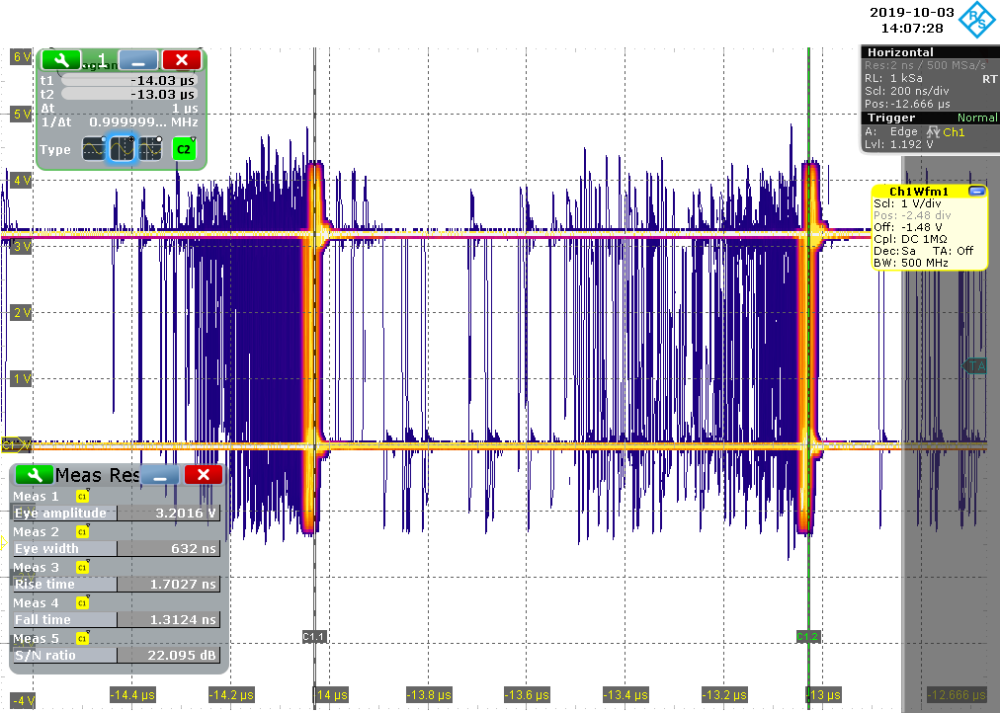 2019-10-03
14:07:28
R&S
Horizontal
Res:2 ns / 500 MSa/s
RL: 1 kSa RT
Scl: 200 ns/div
Pos:-12.666 µs
Trigger Normal
A: Edge Ch1
Lvl: 1.192 V
1
t1 -14.03 µs
t2 -13.03 µs
Δt 1 µs
1/Δt 0.999999... MHz
Type C2
Ch1Wfm1
Scl: 1 V/div
Pos: -2.48 div
Off: -1.48 V
Cpl: DC 1MΩ
Dec: Sa TA: Off
BW: 500 MHz
6 V
5 V
4 V
3 V
2 V
1 V
C1
TA
Meas Res
Meas 1 C1
Eye amplitude 3.2016 V
Meas 2 C1
Eye width 632 ns
Meas 3 C1
Rise time 1.7027 ns
Meas 4 C1
Fall time 1.3124 ns
Meas 5 C1
S/N ratio 22.095 dB
C1.1 C1.2
-4 V
-14.4 µs -14.2 µs 14 µs -13.8 µs -13.6 µs -13.4 µs -13.2 µs -13 µs -12.666 µs